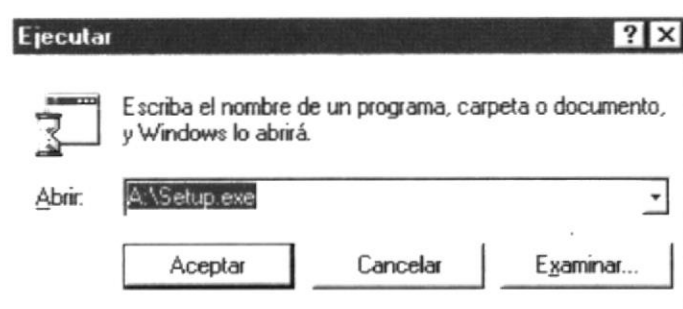 Ejecutar
Escriba el nombre de un programa, carpeta o documento,
y Windows lo abrirá.
Abrir:
A:\Setup.exe
Aceptar
Cancelar
Examinar...